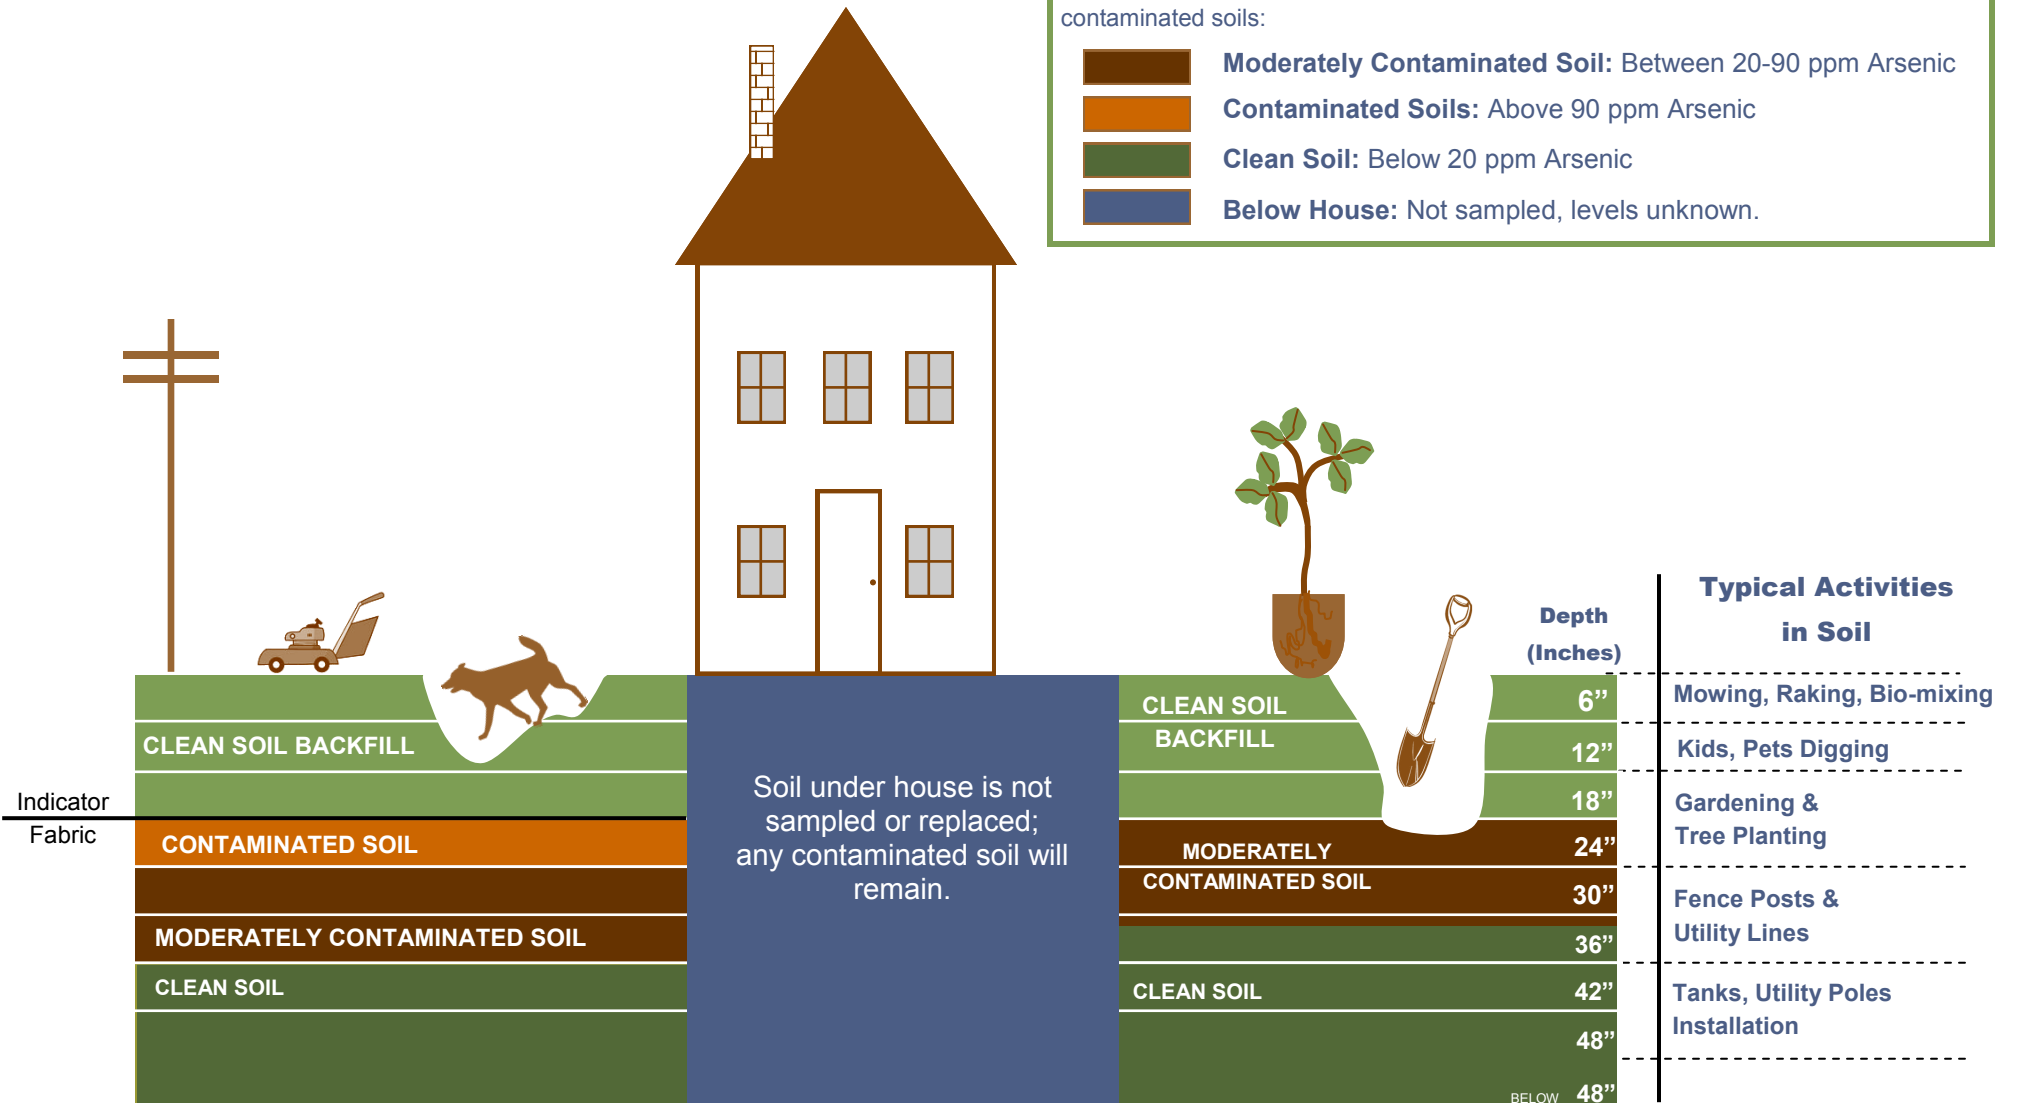 contaminated soils:
Moderately Contaminated Soil: Between 20-90 ppm Arsenic
Contaminated Soils: Above 90 ppm Arsenic
Clean Soil: Below 20 ppm Arsenic
Below House: Not sampled, levels unknown.
Indicator
Fabric
CLEAN SOIL BACKFILL
CONTAMINATED SOIL
MODERATELY CONTAMINATED SOIL
CLEAN SOIL
Soil under house is not
sampled or replaced;
any contaminated soil will
remain.
CLEAN SOIL
BACKFILL
MODERATELY
CONTAMINATED SOIL
CLEAN SOIL
Depth
(Inches)
6”
12”
18”
24”
30”
36”
42”
48”
BELOW 48”
Typical Activities
in Soil
Mowing, Raking, Bio-mixing
Kids, Pets Digging
Gardening &
Tree Planting
Fence Posts &
Utility Lines
Tanks, Utility Poles
Installation